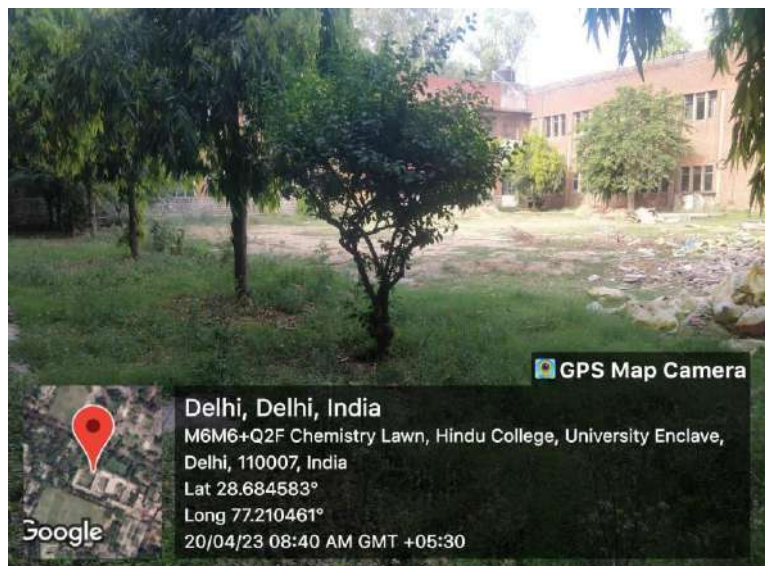 GPS Map Camera
Delhi, Delhi, India
M6M6+Q2F Chemistry Lawn, Hindu College, University Enclave,
Delhi, 110007, India
Lat 28.684583°
Long 77.210461°
20/04/23 08:40 AM GMT +05:30
Google